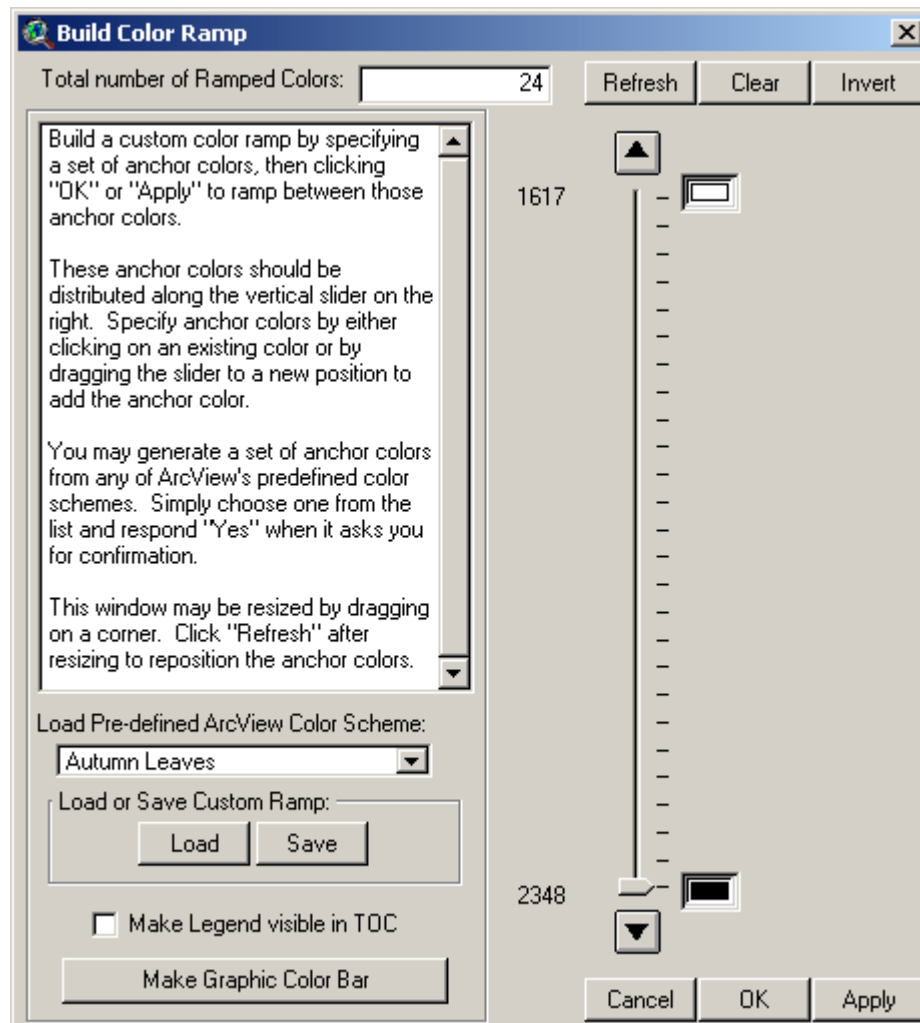 Build Color Ramp
Total number of Ramped Colors: 24
Refresh Clear Invert
Build a custom color ramp by specifying
a set of anchor colors, then clicking
"OK" or "Apply" to ramp between those
anchor colors.
These anchor colors should be
distributed along the vertical slider on the
right.  Specify anchor colors by either
clicking on an existing color or by
dragging the slider to a new position to
add the anchor color.
You may generate a set of anchor colors
from any of ArcView's predefined color
schemes.  Simply choose one from the
list and respond "Yes" when it asks you
for confirmation.
This window may be resized by dragging
on a corner.  Click "Refresh" after
resizing to reposition the anchor colors.
Load Pre-defined ArcView Color Scheme:
Autumn Leaves
Load or Save Custom Ramp:
Load Save
Make Legend visible in TOC
Make Graphic Color Bar
1617
2348
Cancel OK Apply